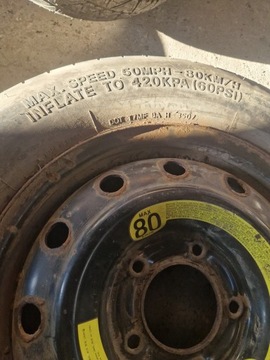 MAX. SPEED 50MPH - 80KM/H
INFLATE TO 420KPA (60PSI)
MAX
80